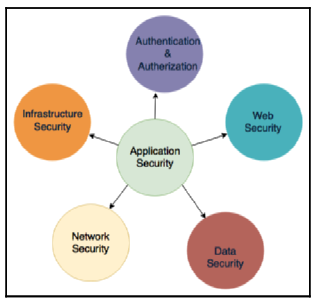 Authentication
&
Autherization
Infrastructure
Security
Web
Security
Application
Security
Network
Security
Data
Security